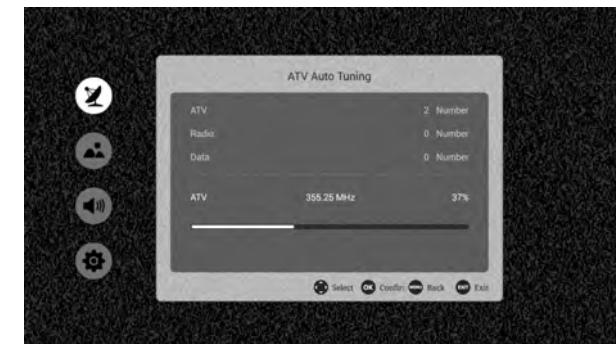 ATV Auto Tuning
ATV 2 Number
Radio 0 Number
Data 0 Number
ATV 355.25 MHz 37%
Select OK Confir MENU Back EXIT Exit